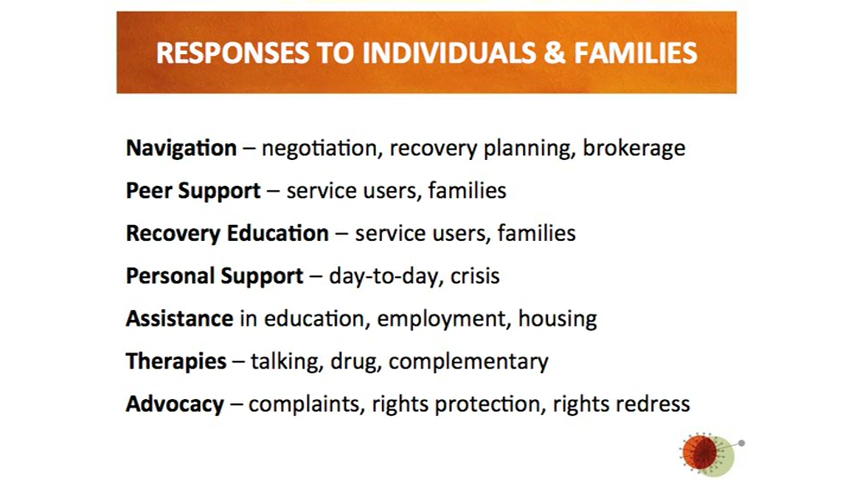 RESPONSES TO INDIVIDUALS & FAMILIES
Navigation – negotiation, recovery planning, brokerage
Peer Support – service users, families
Recovery Education – service users, families
Personal Support – day-to-day, crisis
Assistance in education, employment, housing
Therapies – talking, drug, complementary
Advocacy – complaints, rights protection, rights redress